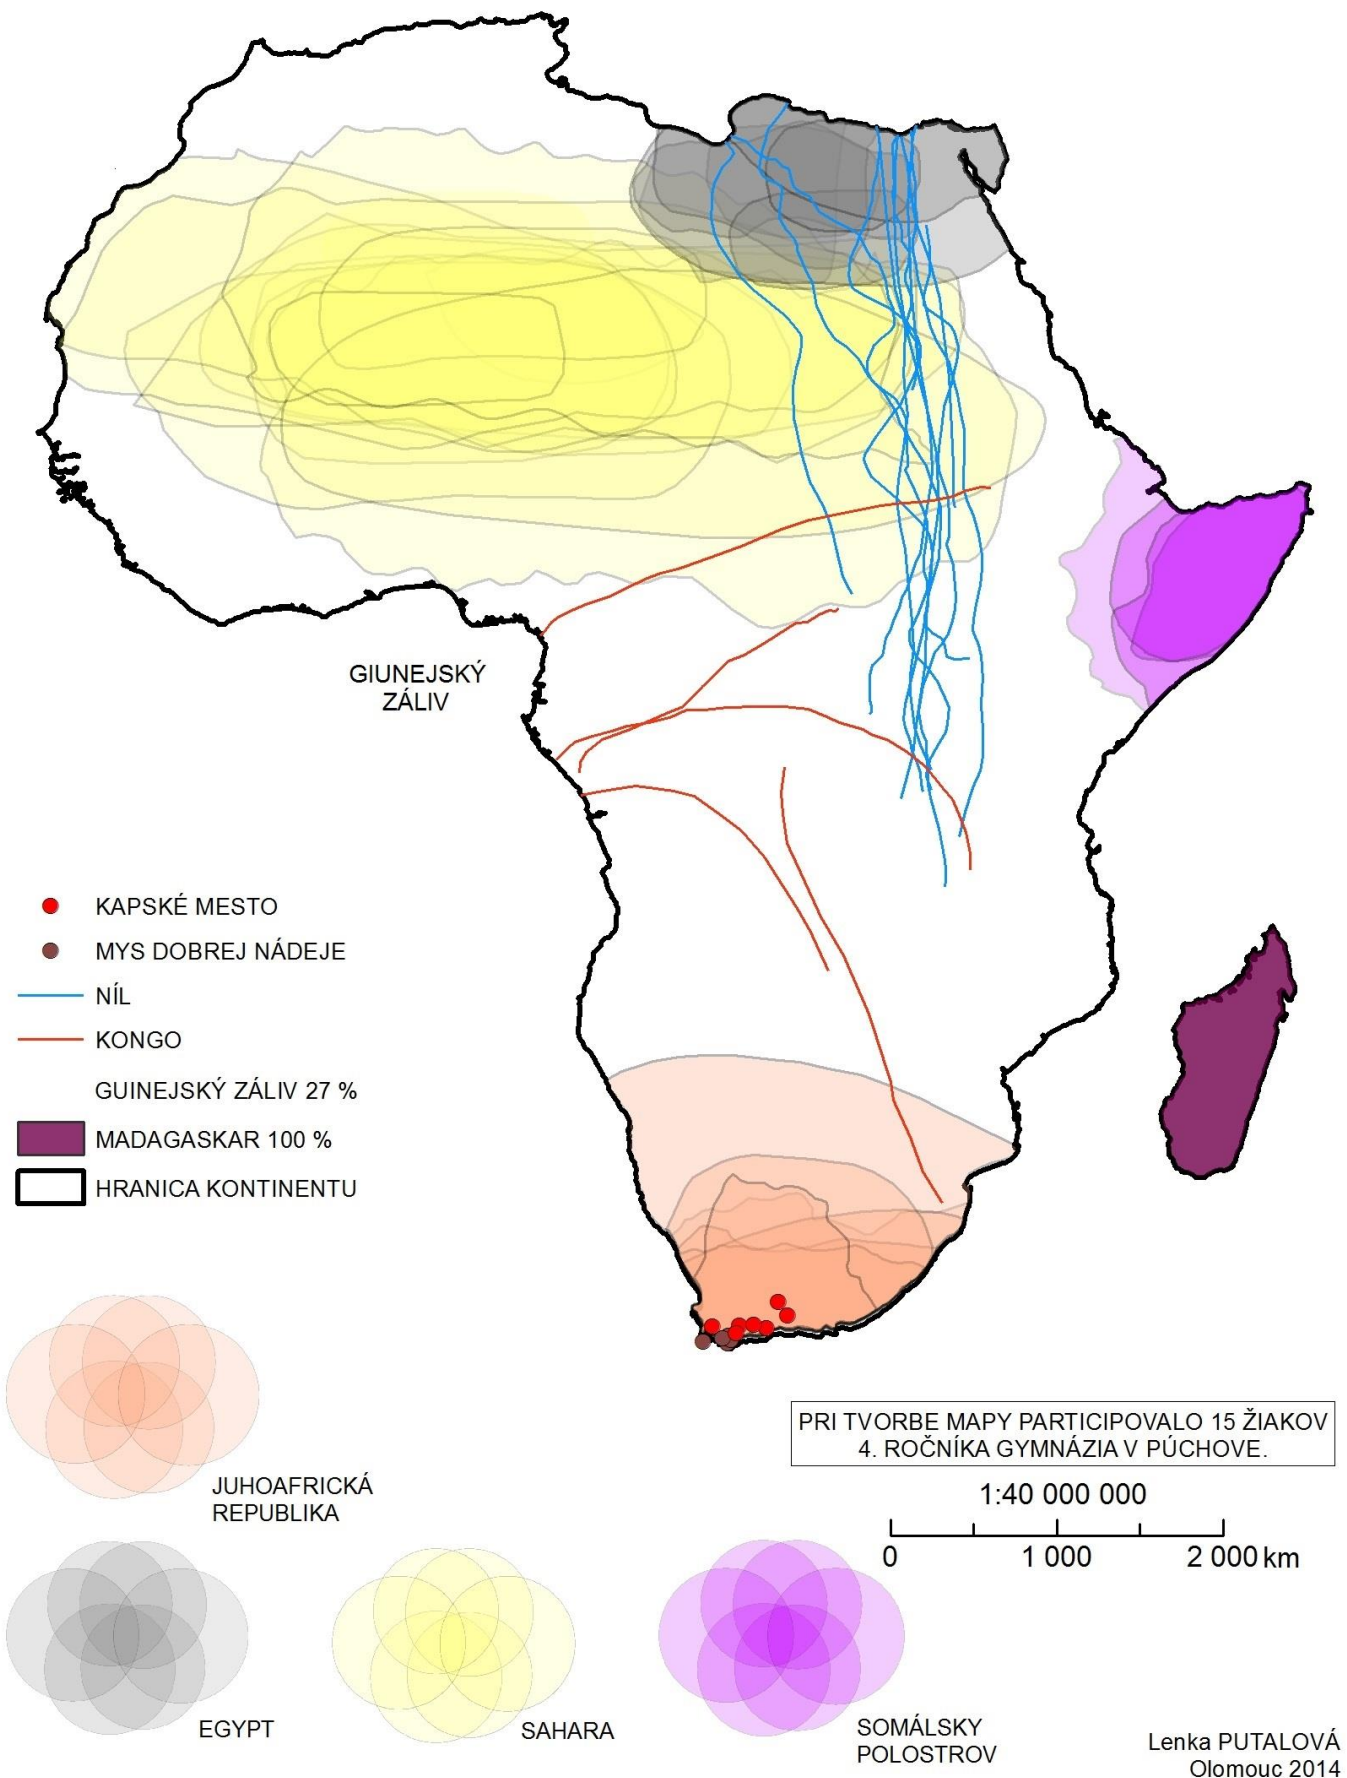 GIUNEJSKÝ
ZÁLIV
KAPSKÉ MESTO
MYS DOBREJ NÁDEJE
NÍL
KONGO
GUINEJSKÝ ZÁLIV 27 %
MADAGASKAR 100 %
HRANICA KONTINENTU
JUHOAFRICKÁ
REPUBLIKA
PRI TVORBE MAPY PARTICIPOVALO 15 ŽIAKOV
4. ROČNÍKA GYMNÁZIA V PÚCHOVE.
1:40 000 000
0 1 000 2 000 km
EGYPT
SAHARA
SOMÁLSKY
POLOSTROV
Lenka PUTALOVÁ
Olomouc 2014